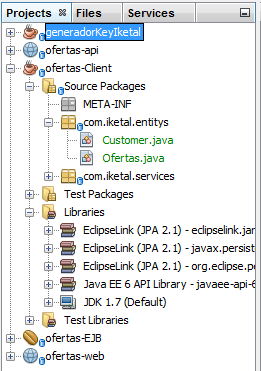 Projects Files Services
generadorKeyIketal
ofertas-api
ofertas-Client
Source Packages
META-INF
com.iketal.entitys
Customer.java
Ofertas.java
com.iketal.services
Test Packages
Libraries
EclipseLink (JPA 2.1) - eclipselink.jar
EclipseLink (JPA 2.1) - javax.persist
EclipseLink (JPA 2.1) - org.eclipse.p
Java EE 6 API Library - javaee-api-6
JDK 1.7 (Default)
Test Libraries
ofertas-EJB
ofertas-web